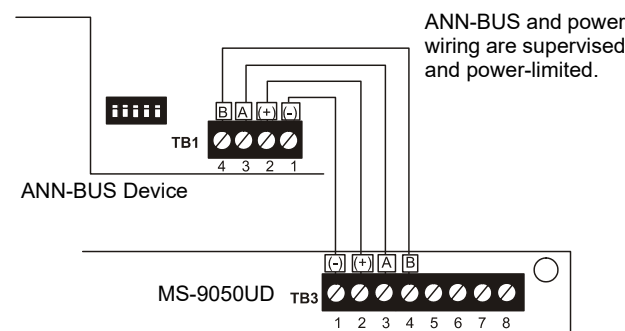 ANN-BUS and power
wiring are supervised
and power-limited.
B A (+) (-)
TB1
4 3 2 1
ANN-BUS Device
(-) (+) A B
MS-9050UD TB3
1 2 3 4 5 6 7 8